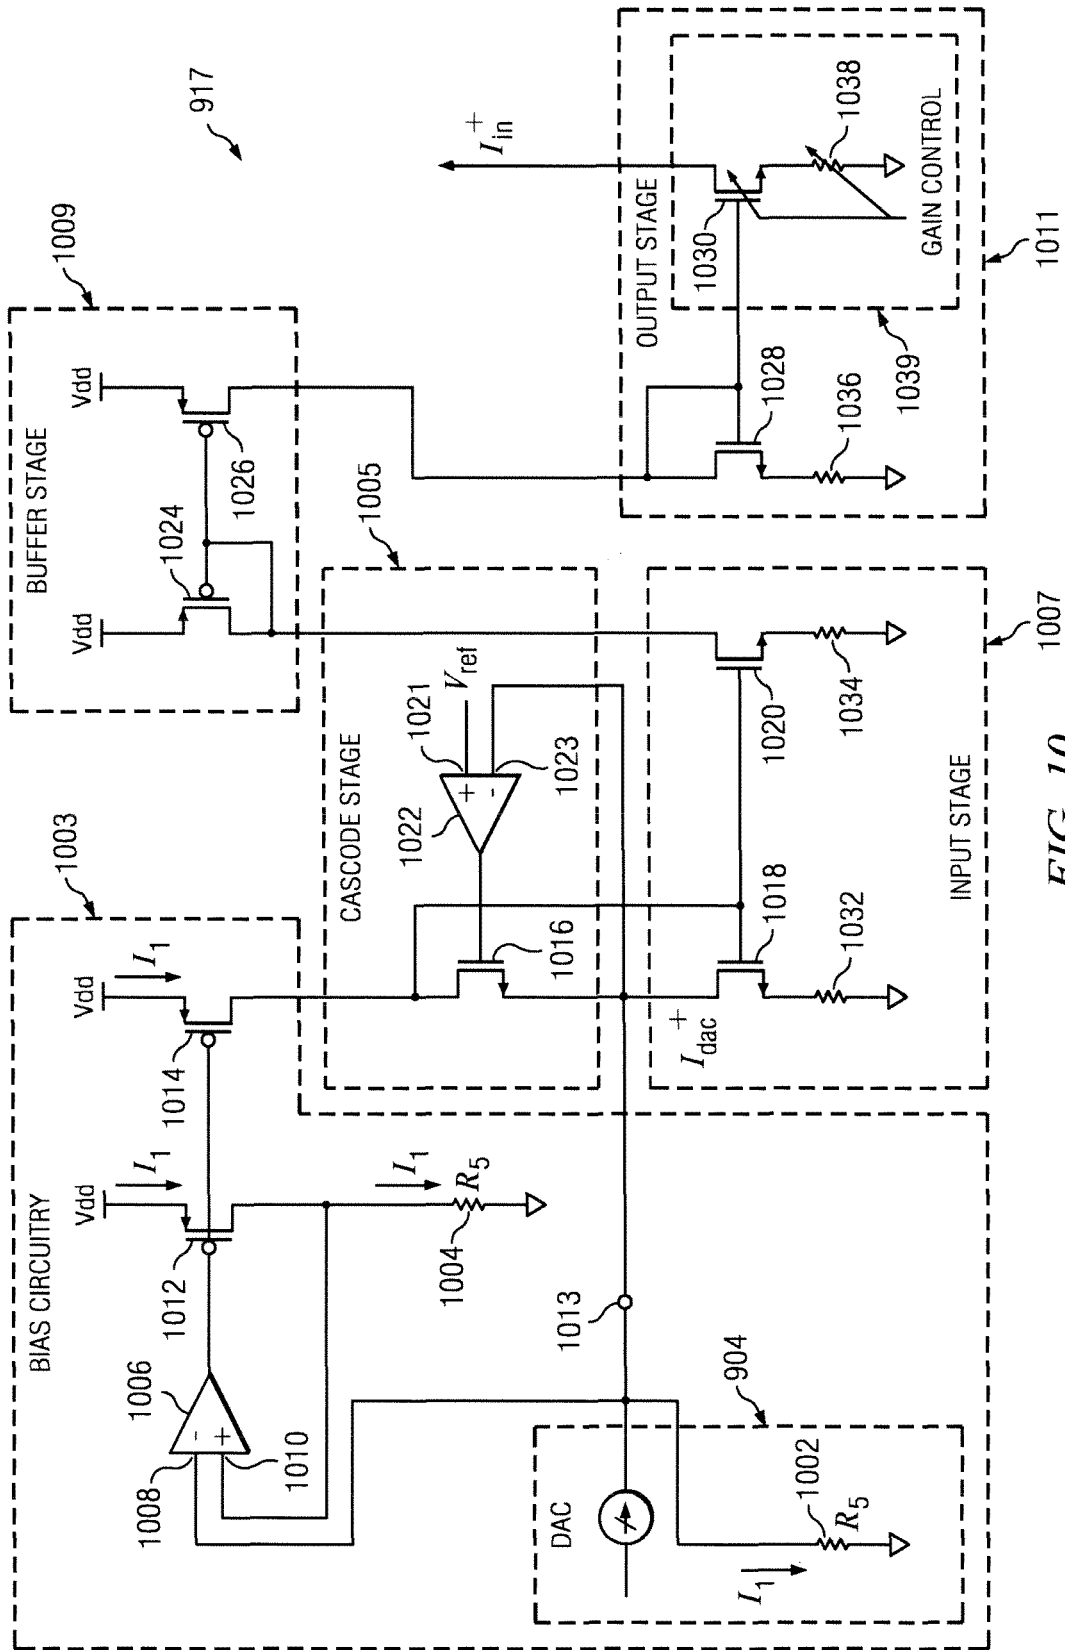 917
BUFFER STAGE
1009
Vdd
Vdd
1024
1026
BIAS CIRCUITRY
1003
Vdd
I1
Vdd
I1
1012
1014
1006
1008
1010
-
+
I1
R5
1004
CASCODE STAGE
1005
Vref
1021
1022
1023
+
-
1016
1013
904
DAC
I1
1002
R5
Idac+
1018
1020
1032
1034
INPUT STAGE
1007
OUTPUT STAGE
Iin+
1028
1030
1036
1038
1039
GAIN CONTROL
1011
FIG. 10